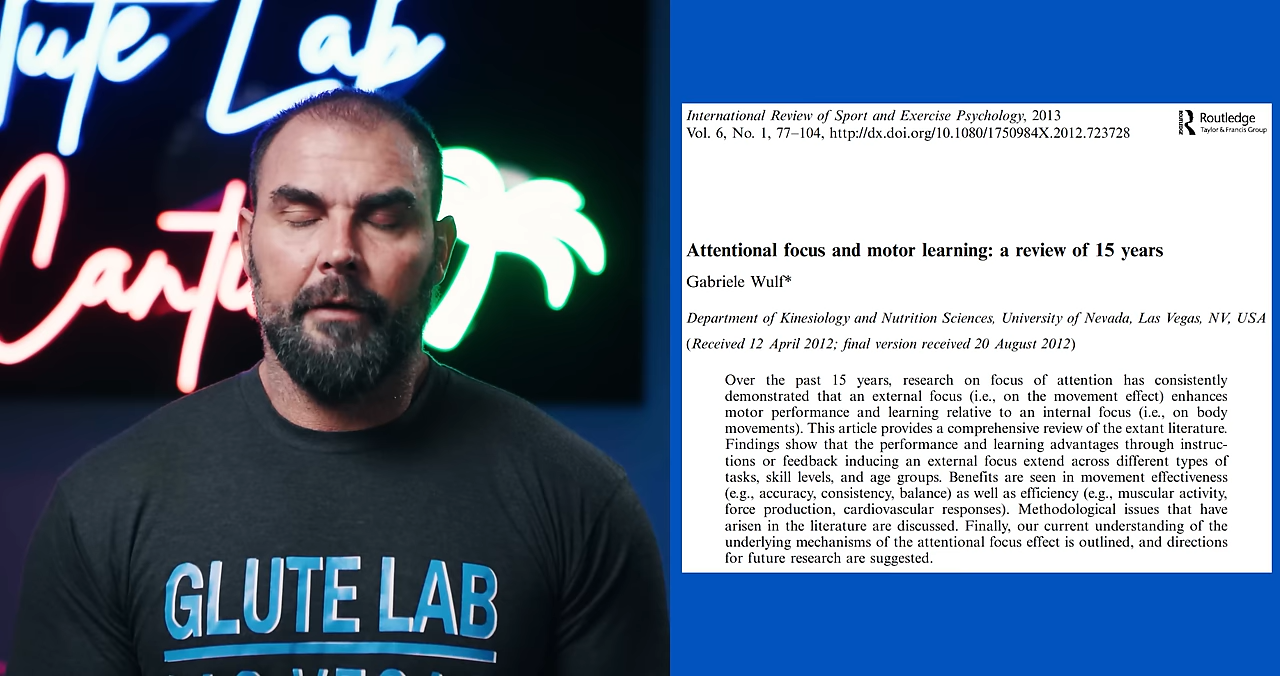 lute Lab
Canti
GLUTE LAB
LAS VEGAS
International Review of Sport and Exercise Psychology, 2013
Vol. 6, No. 1, 77–104, http://dx.doi.org/10.1080/1750984X.2012.723728
Routledge
Taylor & Francis Group
ROUTLEDGE
Attentional focus and motor learning: a review of 15 years
Gabriele Wulf*
Department of Kinesiology and Nutrition Sciences, University of Nevada, Las Vegas, NV, USA
(Received 12 April 2012; final version received 20 August 2012)
Over the past 15 years, research on focus of attention has consistently
demonstrated that an external focus (i.e., on the movement effect) enhances
motor performance and learning relative to an internal focus (i.e., on body
movements). This article provides a comprehensive review of the extant literature.
Findings show that the performance and learning advantages through instruc-
tions or feedback inducing an external focus extend across different types of
tasks, skill levels, and age groups. Benefits are seen in movement effectiveness
(e.g., accuracy, consistency, balance) as well as efficiency (e.g., muscular activity,
force production, cardiovascular responses). Methodological issues that have
arisen in the literature are discussed. Finally, our current understanding of the
underlying mechanisms of the attentional focus effect is outlined, and directions
for future research are suggested.